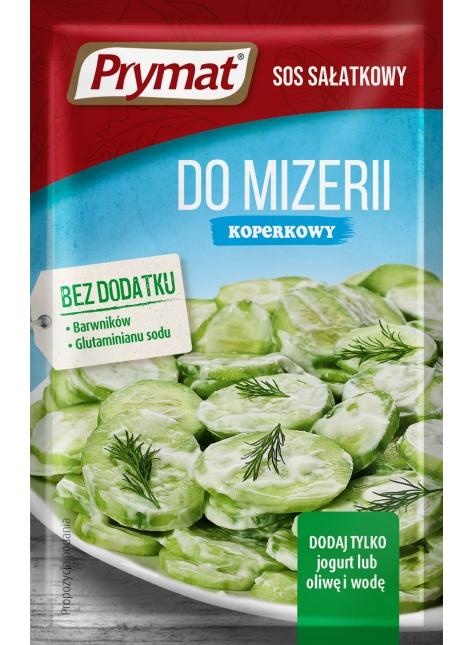 Prymat®
SOS SAŁATKOWY
DO MIZERII
KOPERKOWY
BEZ DODATKU
• Barwników
• Glutaminianu sodu
DODAJ TYLKO
jogurt lub
oliwę i wodę
Propozycja podania